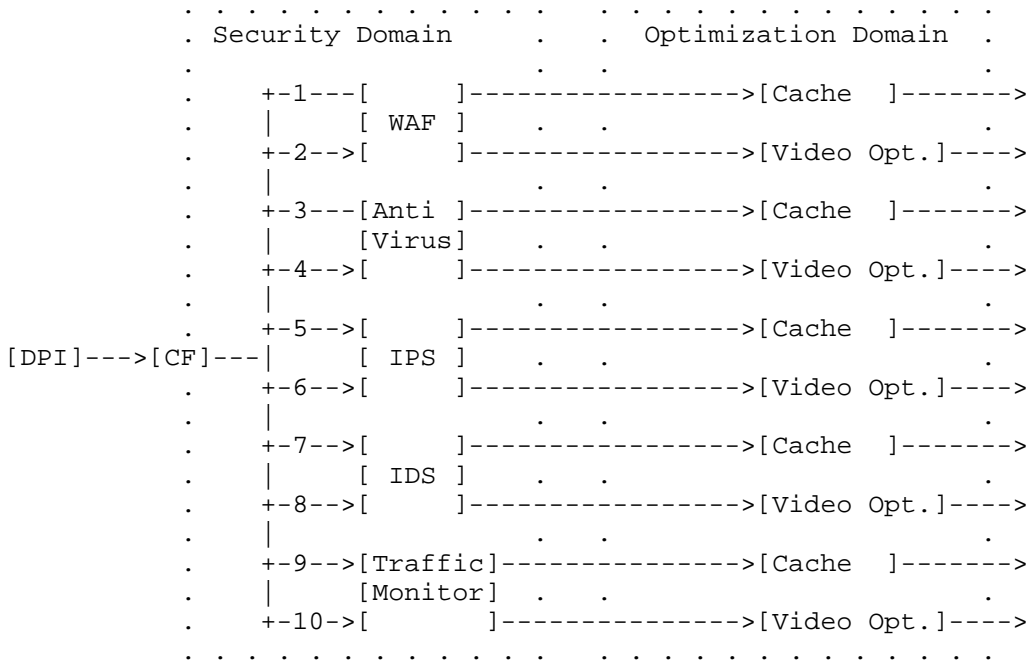 . . . . . . . . . . . .   . . . . . . . . . . . . .
. Security Domain     .   .  Optimization Domain  .
.                     .   .                       .
.    +-1---[     ]----------------->[Cache  ]------->
.    |     [ WAF ]    .   .                       .
.    +-2-->[     ]----------------->[Video Opt.]---->
.    |                .   .                       .
.    +-3---[Anti ]----------------->[Cache  ]------->
.    |     [Virus]    .   .                       .
.    +-4-->[     ]----------------->[Video Opt.]---->
.    |                .   .                       .
.    +-5-->[     ]----------------->[Cache  ]------->
[DPI]--->[CF]---|     [ IPS ]    .   .                       .
.    +-6-->[     ]----------------->[Video Opt.]---->
.    |                .   .                       .
.    +-7-->[     ]----------------->[Cache  ]------->
.    |     [ IDS ]    .   .                       .
.    +-8-->[     ]----------------->[Video Opt.]---->
.    |                .   .                       .
.    +-9-->[Traffic]--------------->[Cache  ]------->
.    |     [Monitor]  .   .                       .
.    +-10->[       ]--------------->[Video Opt.]---->
. . . . . . . . . . . .   . . . . . . . . . . . . .